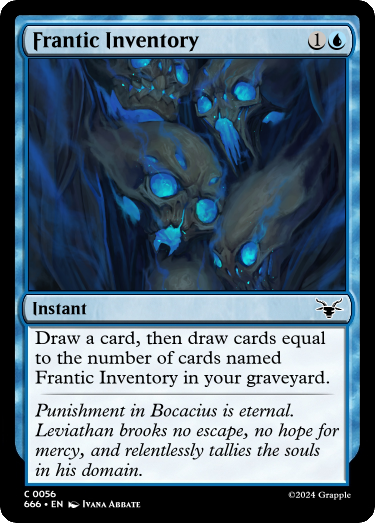 Frantic Inventory 1
Instant
Draw a card, then draw cards equal
to the number of cards named
Frantic Inventory in your graveyard.
Punishment in Bocacius is eternal.
Leviathan brooks no escape, no hope for
mercy, and relentlessly tallies the souls
in his domain.
C 0056
666 • EN Ivana Abbate
©2024 Grapple